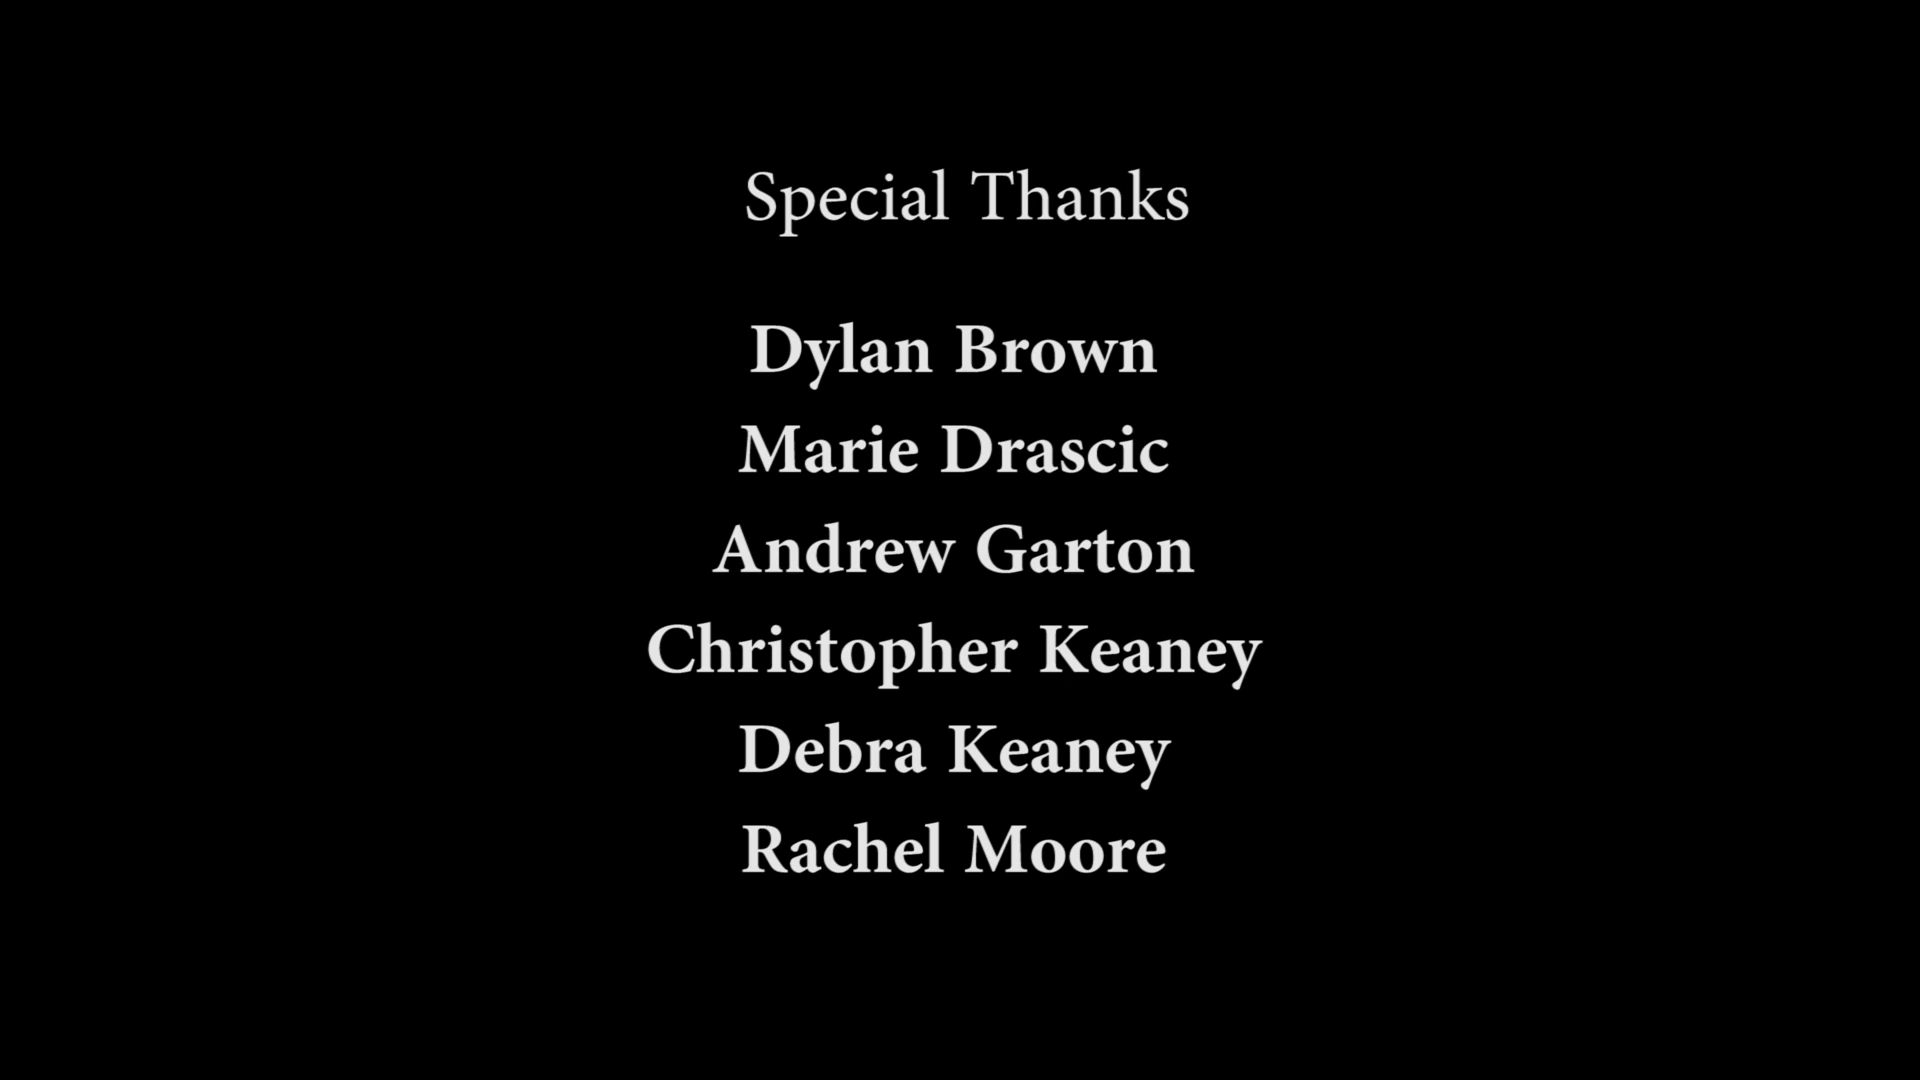 Special Thanks
Dylan Brown
Marie Drascic
Andrew Garton
Christopher Keaney
Debra Keaney
Rachel Moore